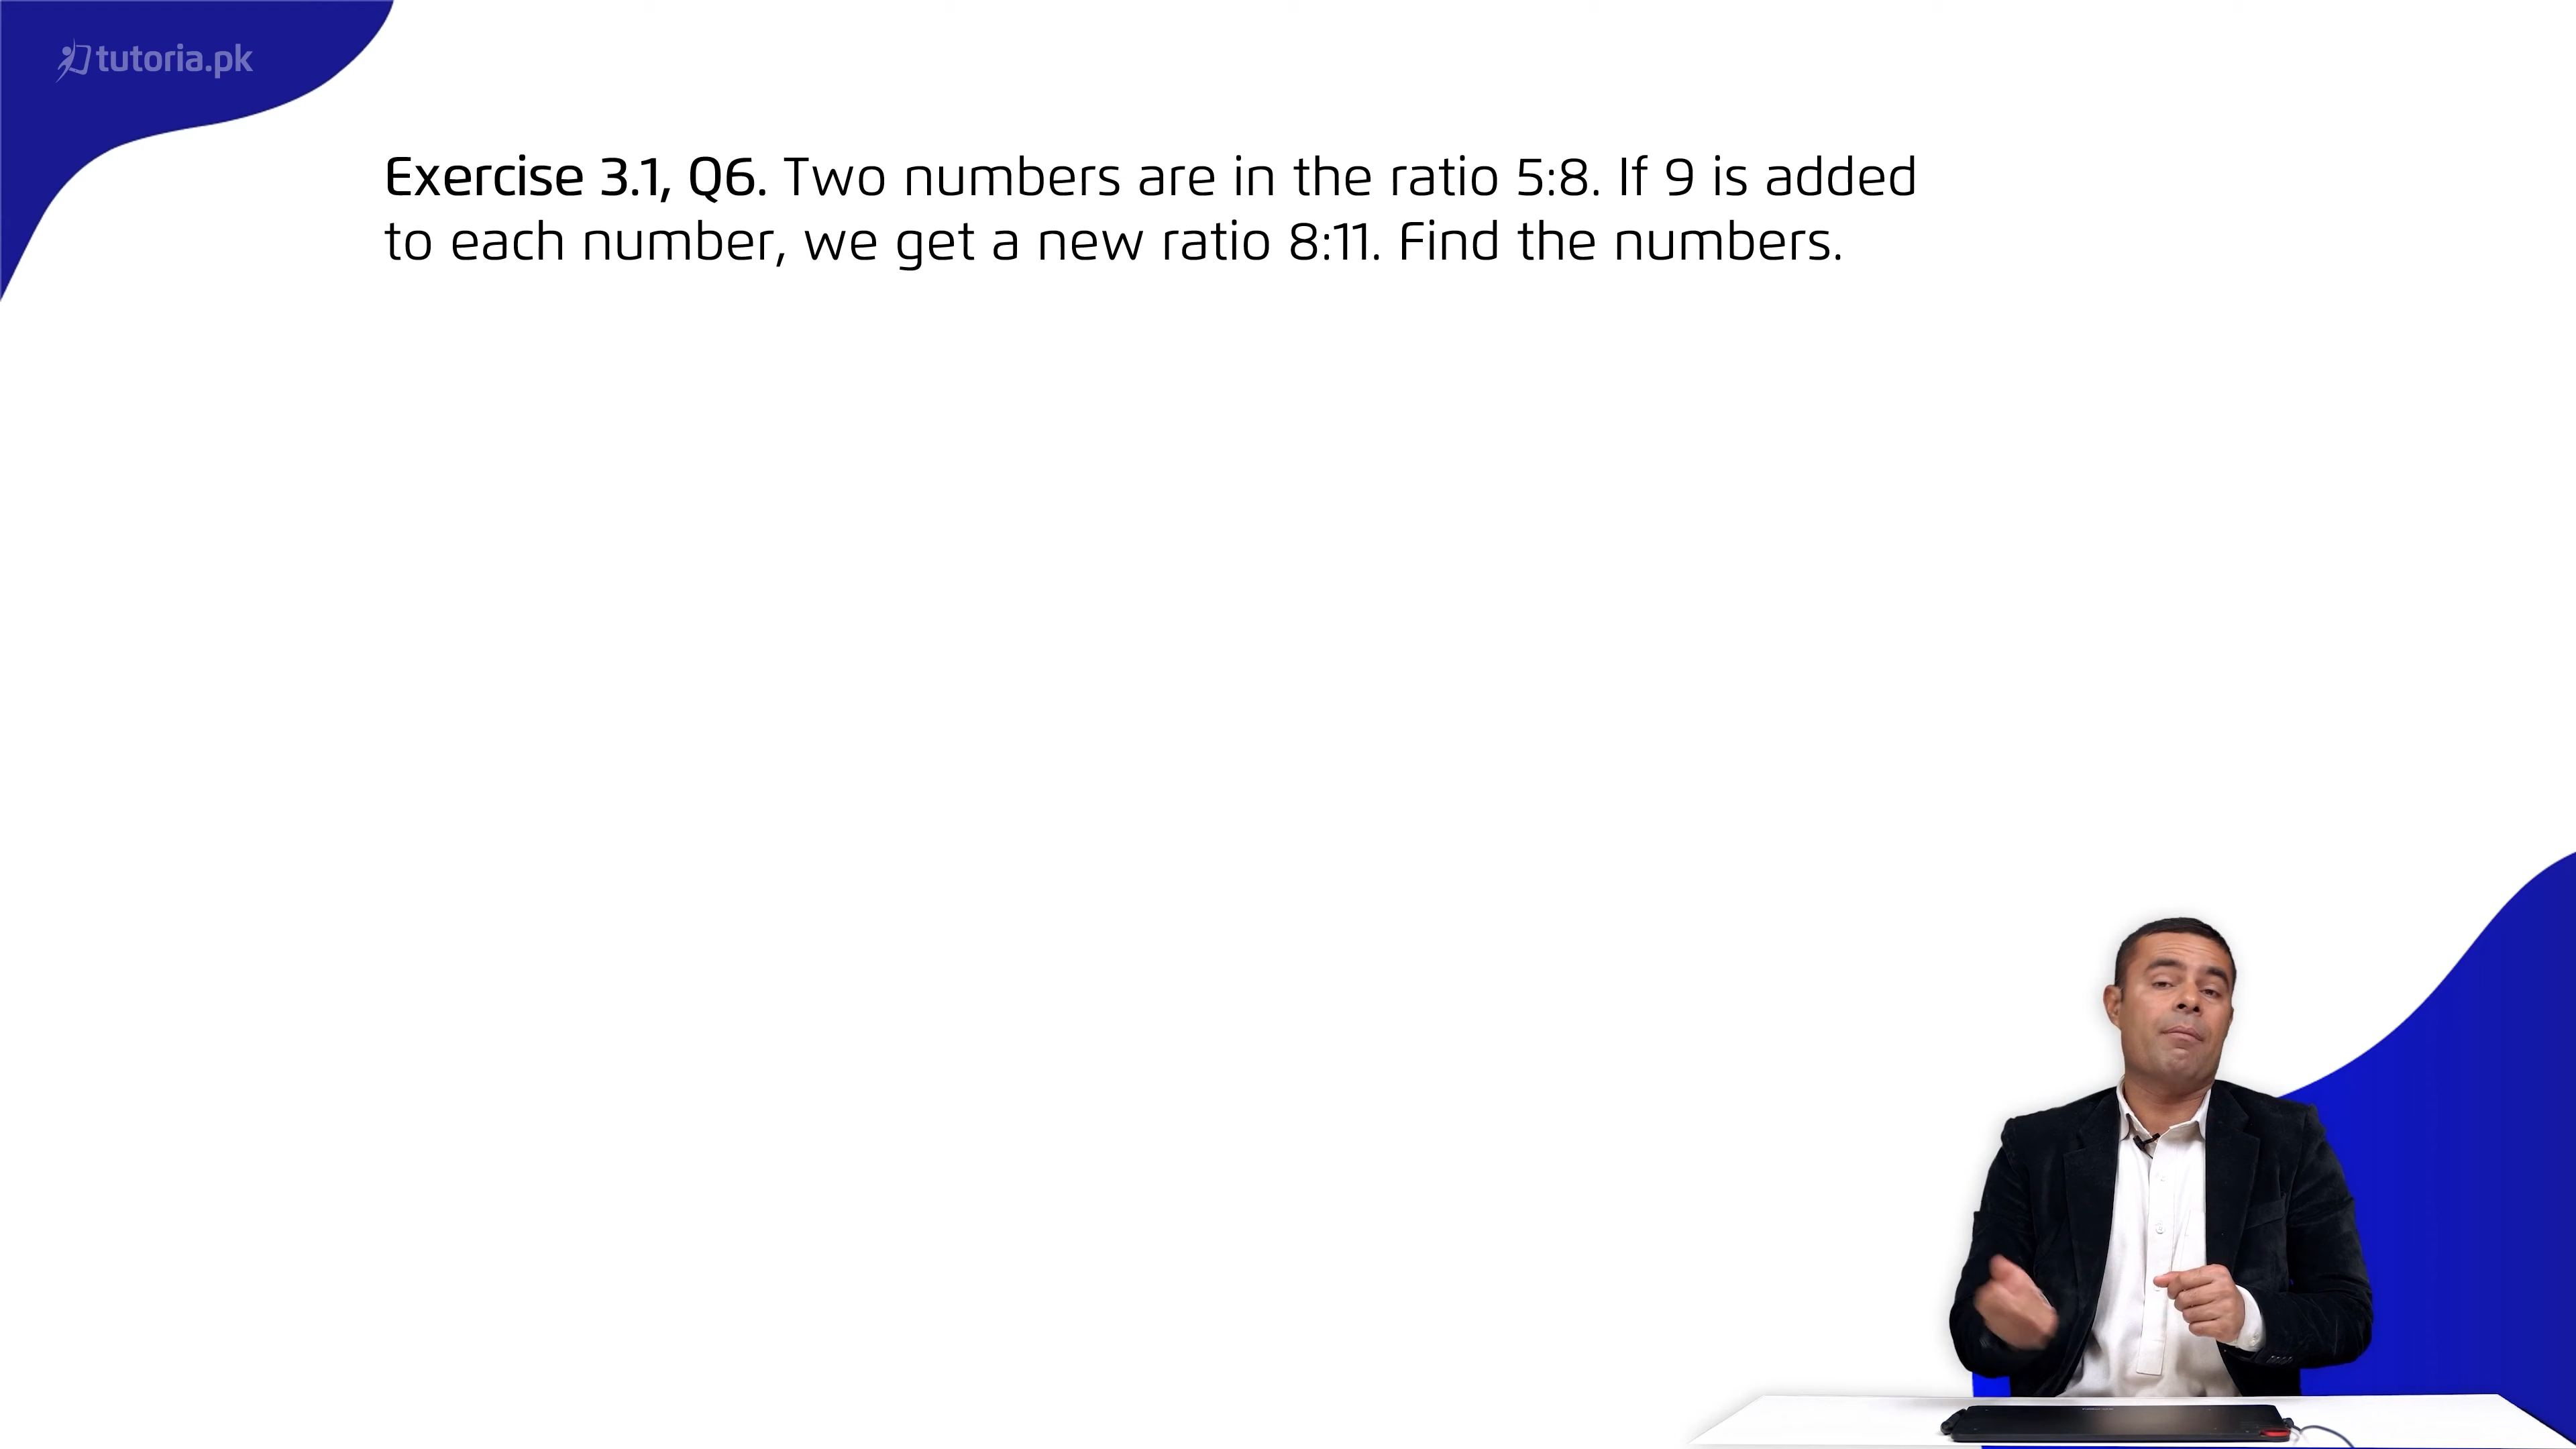 tutoria.pk
Exercise 3.1, Q6. Two numbers are in the ratio 5:8. If 9 is added
to each number, we get a new ratio 8:11. Find the numbers.